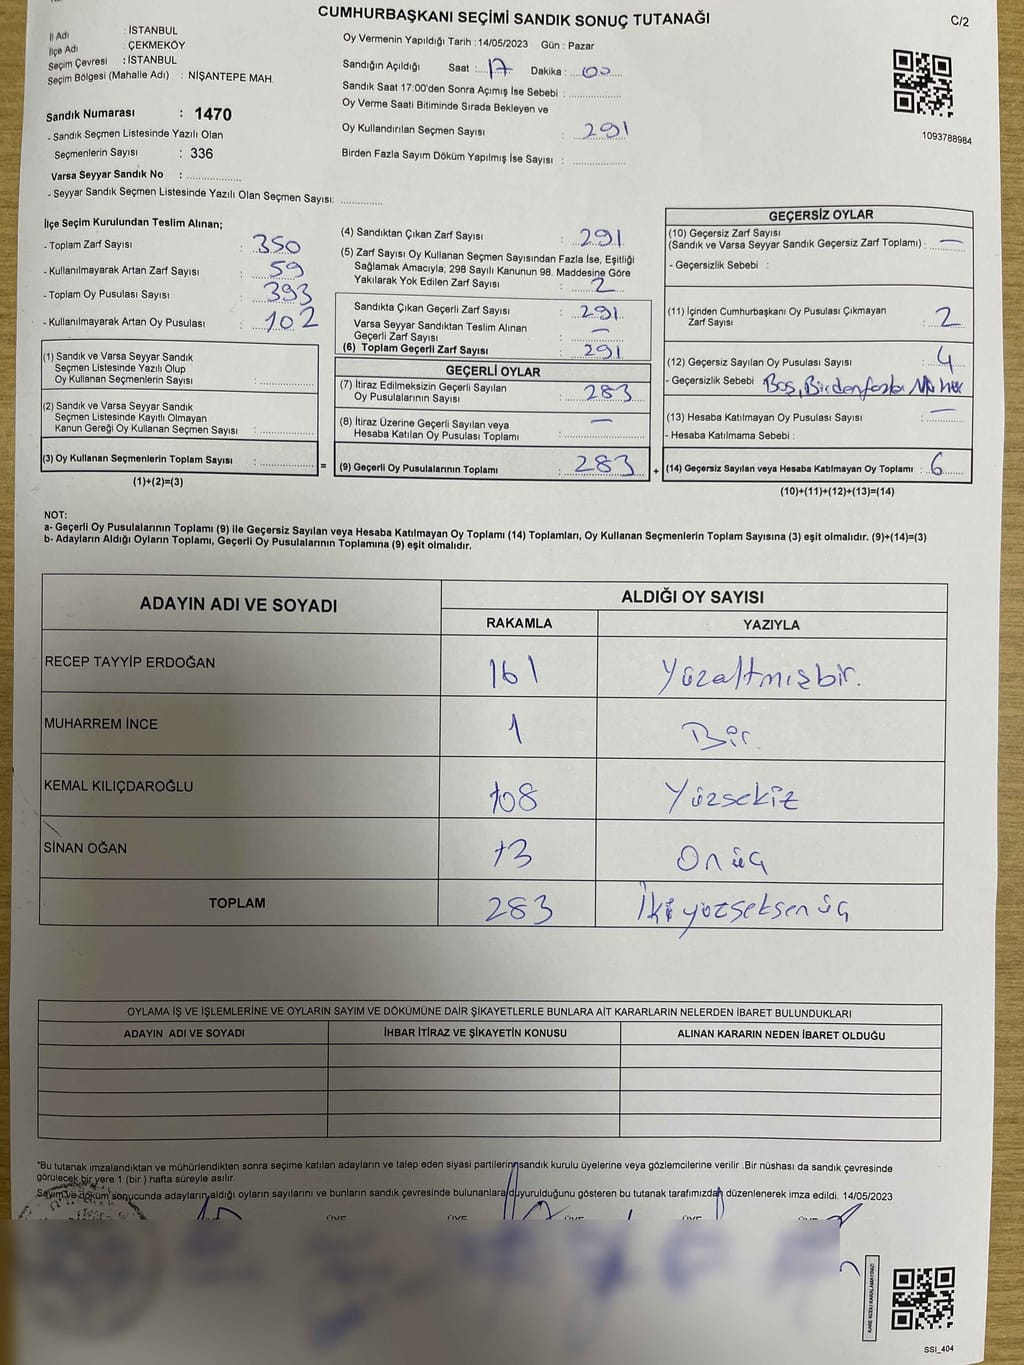 CUMHURBAŞKANI SEÇİMİ SANDIK SONUÇ TUTANAĞI
C/2
İl Adı : İSTANBUL
İlçe Adı : ÇEKMEKÖY
Seçim Çevresi : İSTANBUL
Seçim Bölgesi (Mahalle Adı) : NİŞANTEPE MAH.
Sandık Numarası : 1470
- Sandık Seçmen Listesinde Yazılı Olan
Seçmenlerin Sayısı : 336
Varsa Seyyar Sandık No : ..................
- Seyyar Sandık Seçmen Listesinde Yazılı Olan Seçmen Sayısı: ..............
Oy Vermenin Yapıldığı Tarih : 14/05/2023 Gün : Pazar
Sandığın Açıldığı Saat : 17 Dakika : 00
Sandık Saat 17:00'den Sonra Açımış İse Sebebi : ..................
Oy Verme Saati Bitiminde Sırada Bekleyen ve
Oy Kullandırılan Seçmen Sayısı : 291
Birden Fazla Sayım Döküm Yapılmış İse Sayısı : ..................
1093788984
İlçe Seçim Kurulundan Teslim Alınan;
- Toplam Zarf Sayısı : 350
- Kullanılmayarak Artan Zarf Sayısı : 59
- Toplam Oy Pusulası Sayısı : 393
- Kullanılmayarak Artan Oy Pusulası : 102
(1) Sandık ve Varsa Seyyar Sandık
Seçmen Listesinde Yazılı Olup
Oy Kullanan Seçmenlerin Sayısı : ..................
(2) Sandık ve Varsa Seyyar Sandık
Seçmen Listesinde Kayıtlı Olmayan
Kanun Gereği Oy Kullanan Seçmen Sayısı : ..................
(3) Oy Kullanan Seçmenlerin Toplam Sayısı : .................. =
(1)+(2)=(3)
(4) Sandıktan Çıkan Zarf Sayısı : 291
(5) Zarf Sayısı Oy Kullanan Seçmen Sayısından Fazla İse, Eşitliği
Sağlamak Amacıyla; 298 Sayılı Kanunun 98. Maddesine Göre
Yakılarak Yok Edilen Zarf Sayısı : 2
Sandıkta Çıkan Geçerli Zarf Sayısı : 291
Varsa Seyyar Sandıktan Teslim Alınan
Geçerli Zarf Sayısı : —
(6) Toplam Geçerli Zarf Sayısı : 291
GEÇERLİ OYLAR
(7) İtiraz Edilmeksizin Geçerli Sayılan
Oy Pusulalarının Sayısı : 283
(8) İtiraz Üzerine Geçerli Sayılan veya
Hesaba Katılan Oy Pusulası Toplamı : —
(9) Geçerli Oy Pusulalarının Toplamı : 283 +
GEÇERSİZ OYLAR
(10) Geçersiz Zarf Sayısı
(Sandık ve Varsa Seyyar Sandık Geçersiz Zarf Toplamı) : —
- Geçersizlik Sebebi :
(11) İçinden Cumhurbaşkanı Oy Pusulası Çıkmayan
Zarf Sayısı : 2
(12) Geçersiz Sayılan Oy Pusulası Sayısı : 4
- Geçersizlik Sebebi Boş, Birdenfazla Mühür
(13) Hesaba Katılmayan Oy Pusulası Sayısı : —
- Hesaba Katılmama Sebebi :
(14) Geçersiz Sayılan veya Hesaba Katılmayan Oy Toplamı : 6
(10)+(11)+(12)+(13)=(14)
NOT:
a- Geçerli Oy Pusulalarının Toplamı (9) ile Geçersiz Sayılan veya Hesaba Katılmayan Oy Toplamı (14) Toplamları, Oy Kullanan Seçmenlerin Toplam Sayısına (3) eşit olmalıdır. (9)+(14)=(3)
b- Adayların Aldığı Oyların Toplamı, Geçerli Oy Pusulalarının Toplamına (9) eşit olmalıdır.
ADAYIN ADI VE SOYADI ALDIĞI OY SAYISI
RAKAMLA YAZIYLA
RECEP TAYYİP ERDOĞAN 161 Yüzaltmışbir.
MUHARREM İNCE 1 Bir.
KEMAL KILIÇDAROĞLU 108 Yüzsekiz
SİNAN OĞAN 13 Onüç
TOPLAM 283 İkiyüzseksenüç
OYLAMA İŞ VE İŞLEMLERİNE VE OYLARIN SAYIM VE DÖKÜMÜNE DAİR ŞİKAYETLERLE BUNLARA AİT KARARLARIN NELERDEN İBARET BULUNDUKLARI
ADAYIN ADI VE SOYADI İHBAR İTİRAZ VE ŞİKAYETİN KONUSU ALINAN KARARIN NEDEN İBARET OLDUĞU
*Bu tutanak imzalandıktan ve mühürlendikten sonra seçime katılan adayların ve talep eden siyasi partilerin sandık kurulu üyelerine veya gözlemcilerine verilir .Bir nüshası da sandık çevresinde
görülecek bir yere 1 (bir ) hafta süreyle asılır.
Sayım ve döküm sonucunda adayların aldığı oyların sayılarını ve bunların sandık çevresinde bulunanlara duyurulduğunu gösteren bu tutanak tarafımızdan düzenlenerek imza edildi. 14/05/2023
ÜYE ÜYE ÜYE ÜYE ÜYE
KARE KODU KARALAMAYINIZ!
SSI_404